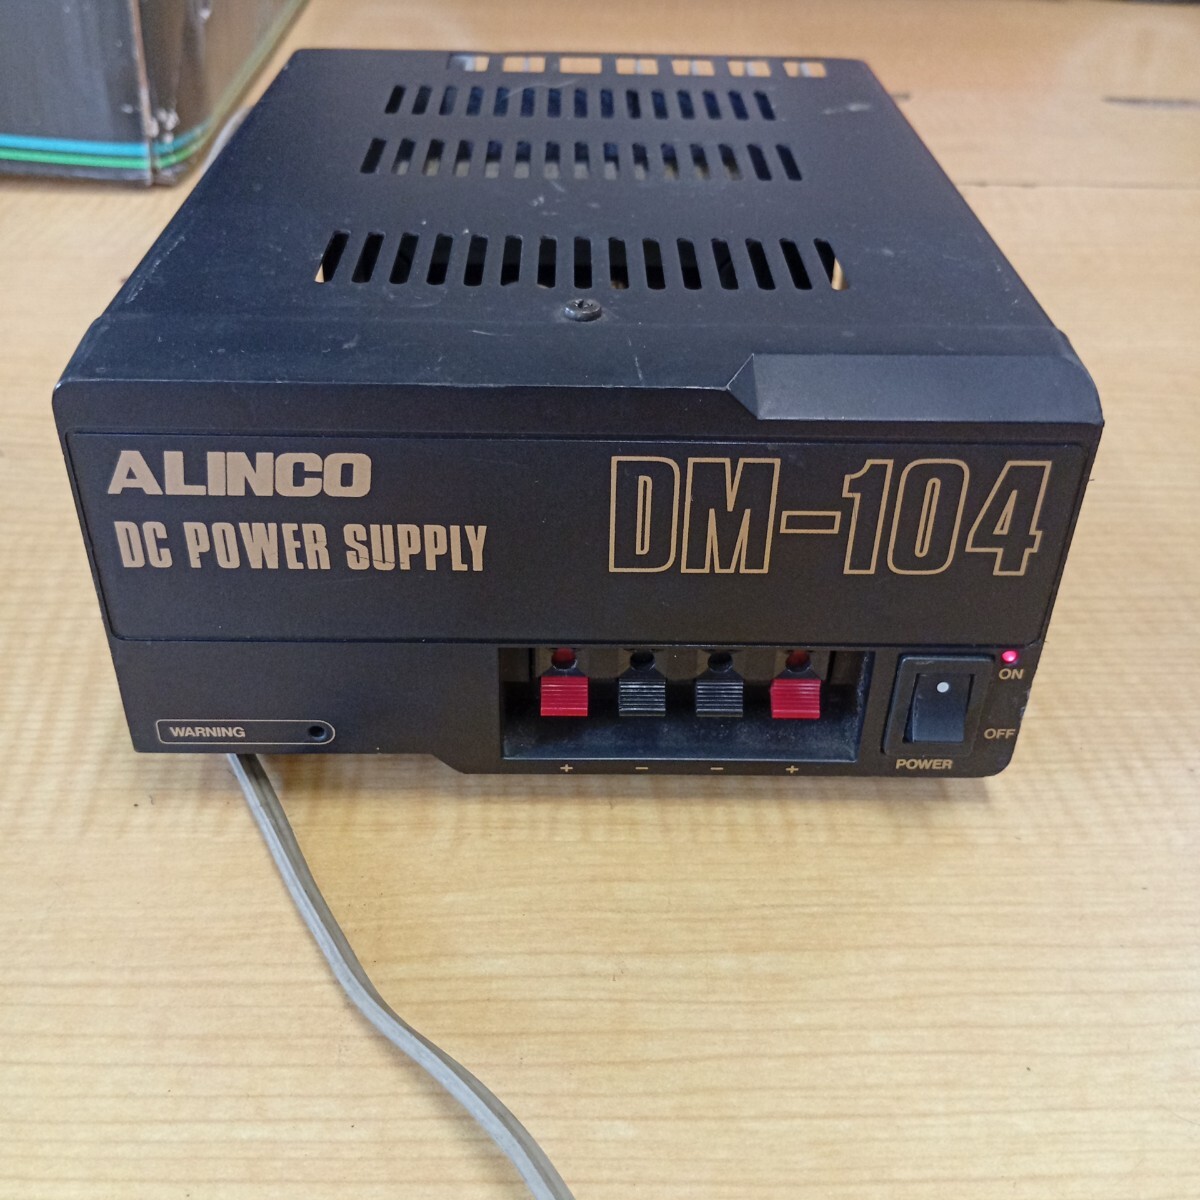 ALINCO
DC POWER SUPPLY
DM-104
WARNING
+ − − +
ON
OFF
POWER